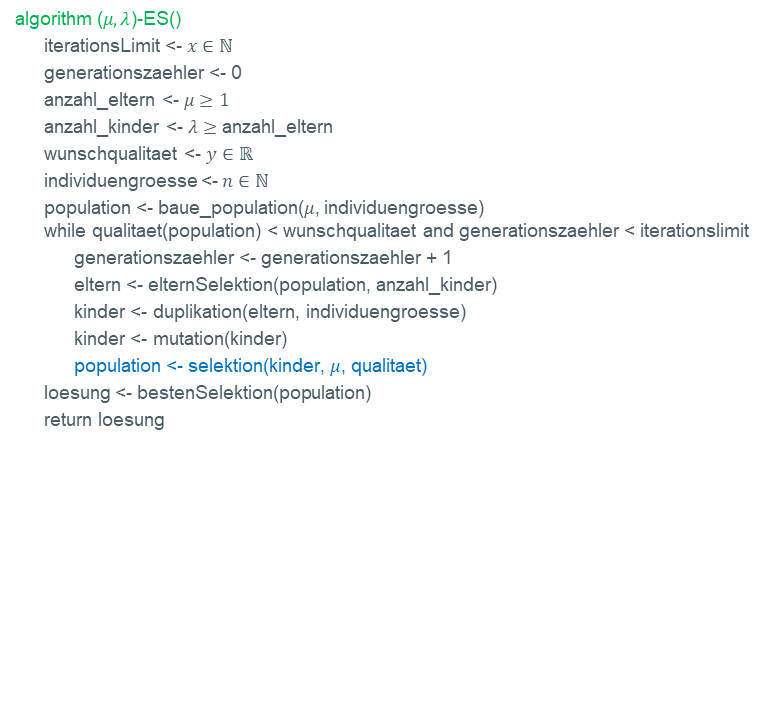 algorithm (μ, λ)-ES()
iterationsLimit <- x ∈ ℕ
generationszaehler <- 0
anzahl_eltern <- μ ≥ 1
anzahl_kinder <- λ ≥ anzahl_eltern
wunschqualitaet <- y ∈ ℝ
individuengroesse <- n ∈ ℕ
population <- baue_population(μ, individuengroesse)
while qualitaet(population) < wunschqualitaet and generationszaehler < iterationslimit
generationszaehler <- generationszaehler + 1
eltern <- elternSelektion(population, anzahl_kinder)
kinder <- duplikation(eltern, individuengroesse)
kinder <- mutation(kinder)
population <- selektion(kinder, μ, qualitaet)
loesung <- bestenSelektion(population)
return loesung